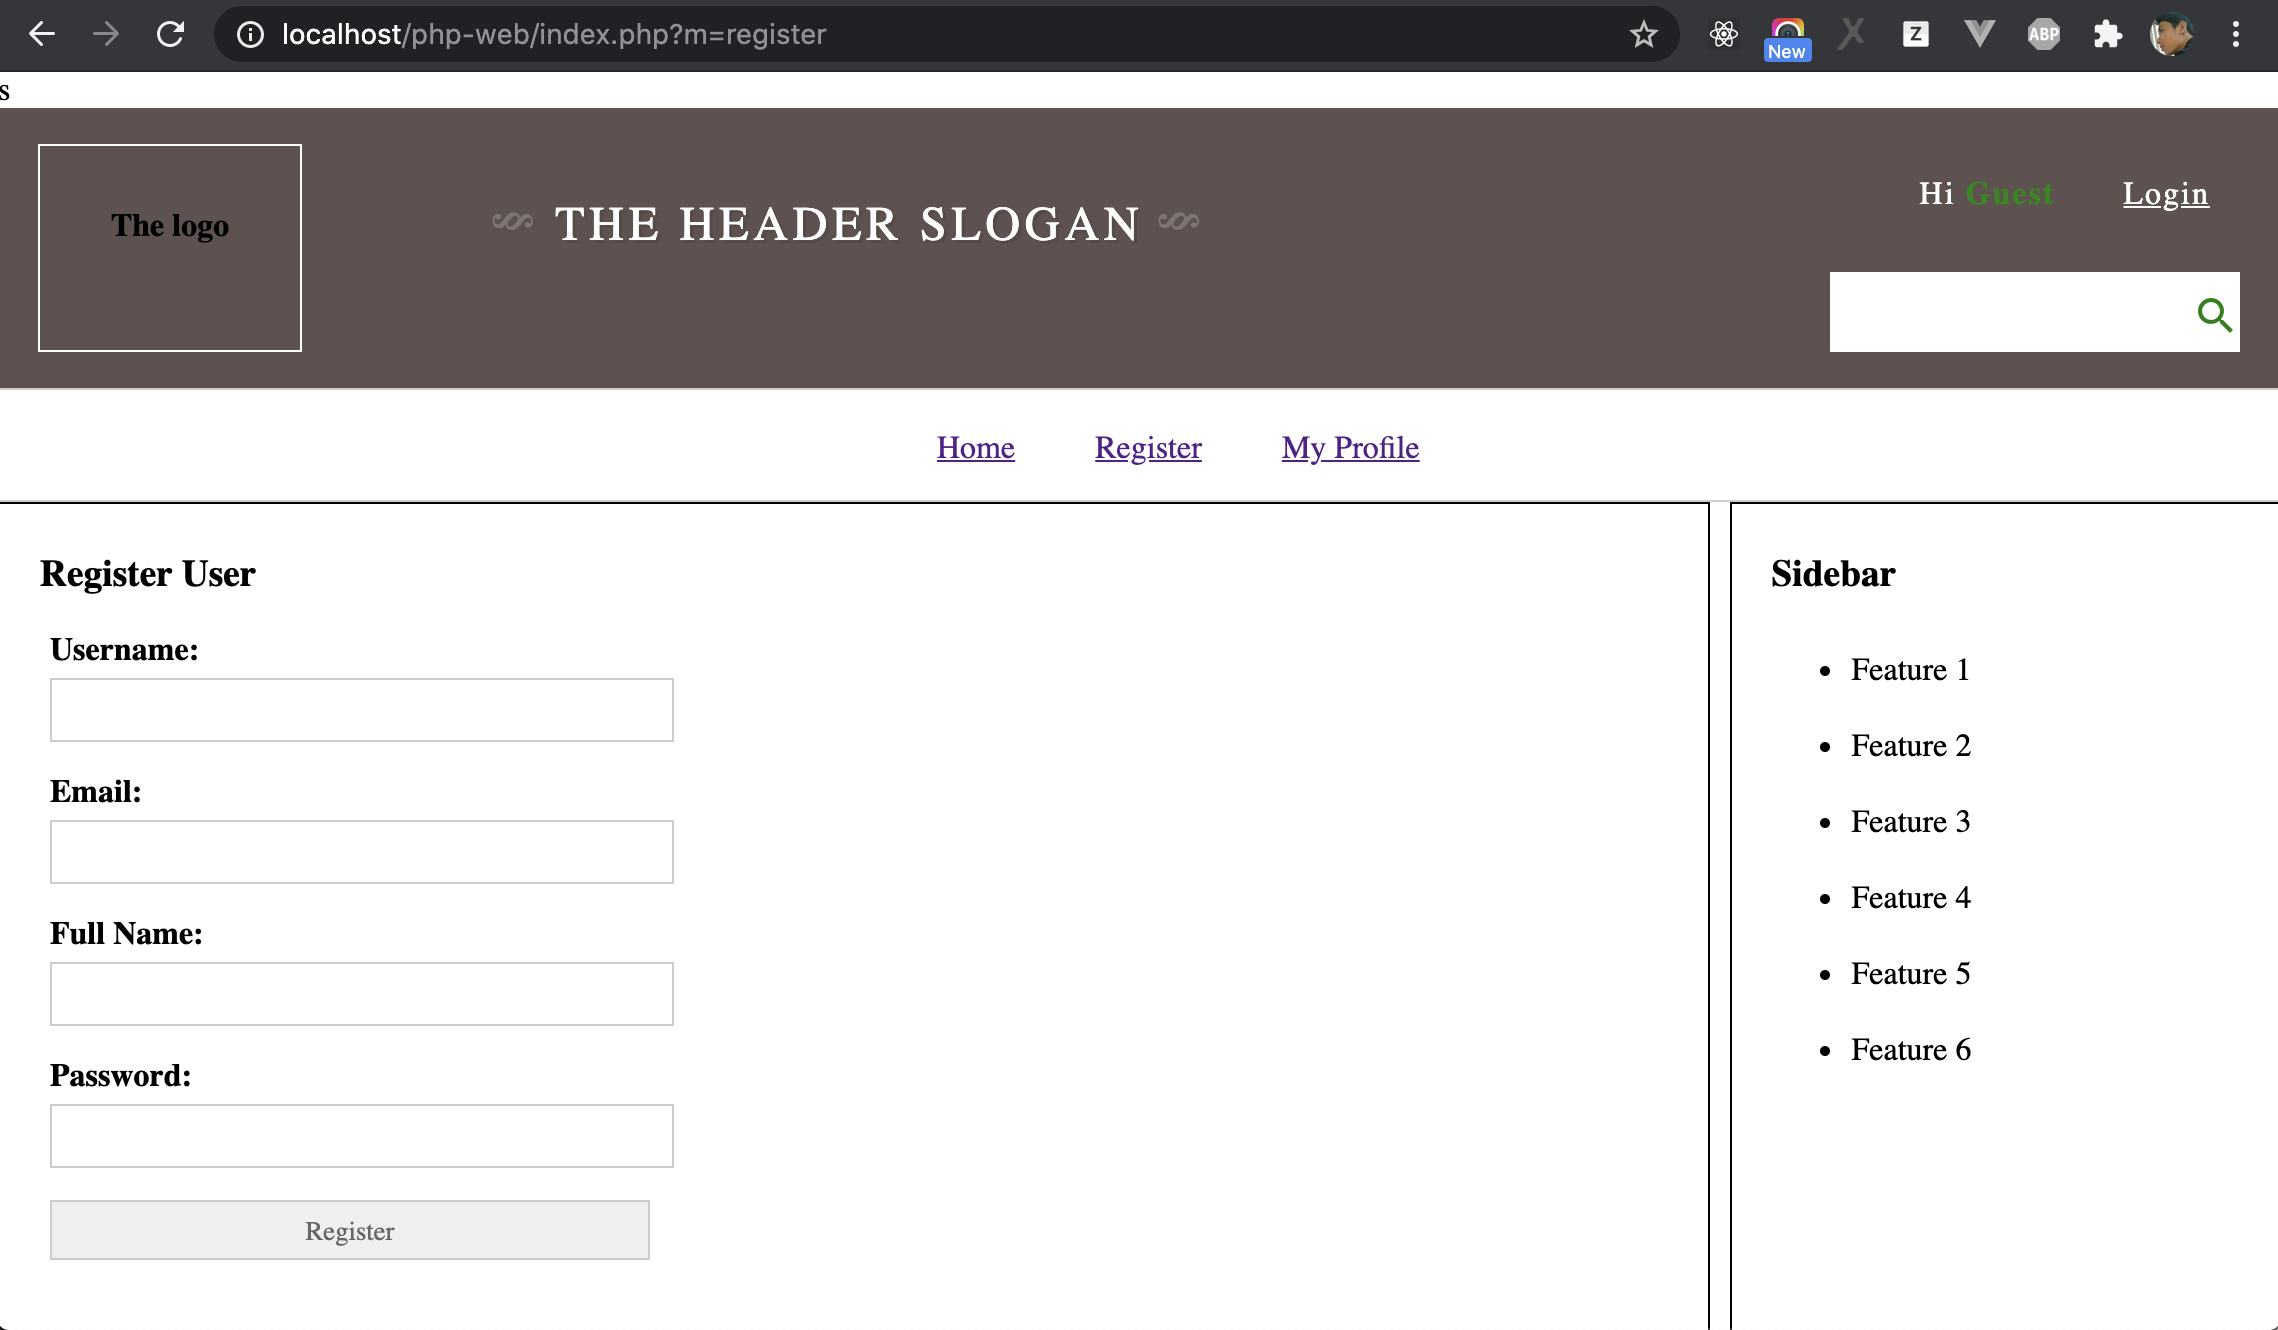 localhost/php-web/index.php?m=register
New
Z
ABP
s
The logo
THE HEADER SLOGAN
Hi Guest
Login
Home
Register
My Profile
Register User
Username:
Email:
Full Name:
Password:
Register
Sidebar
Feature 1
Feature 2
Feature 3
Feature 4
Feature 5
Feature 6